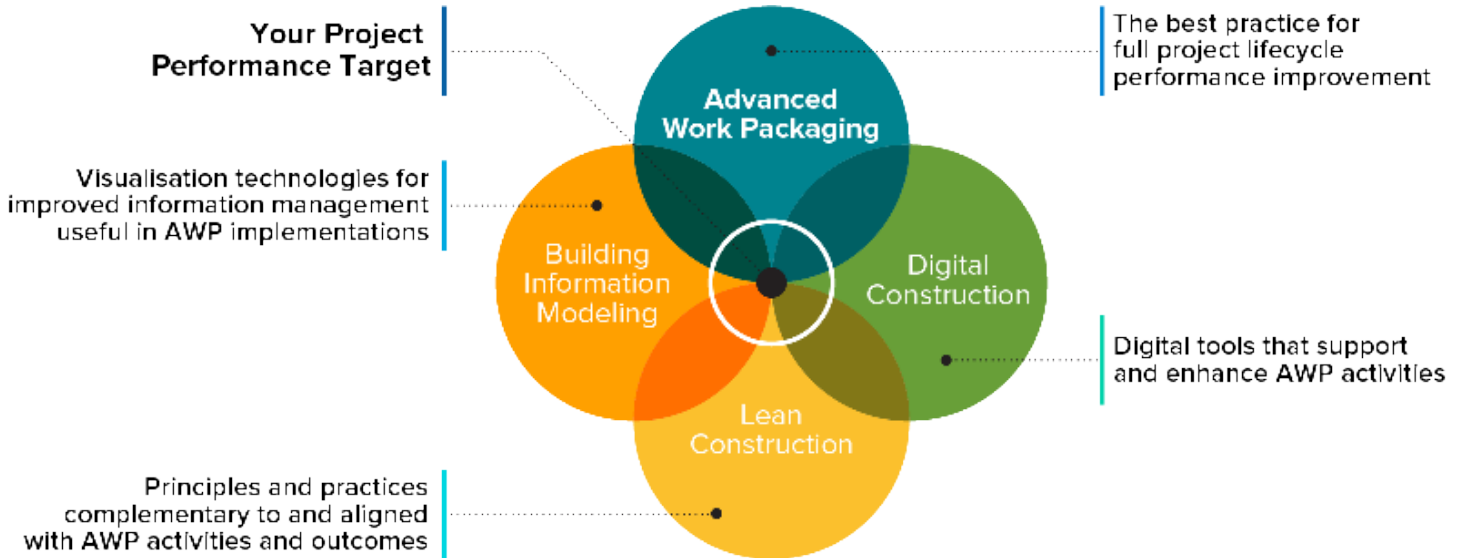 Your Project
Performance Target
The best practice for
full project lifecycle
performance improvement
Advanced
Work Packaging
Visualisation technologies for
improved information management
useful in AWP implementations
Building
Information
Modeling
Digital
Construction
Digital tools that support
and enhance AWP activities
Lean
Construction
Principles and practices
complementary to and aligned
with AWP activities and outcomes